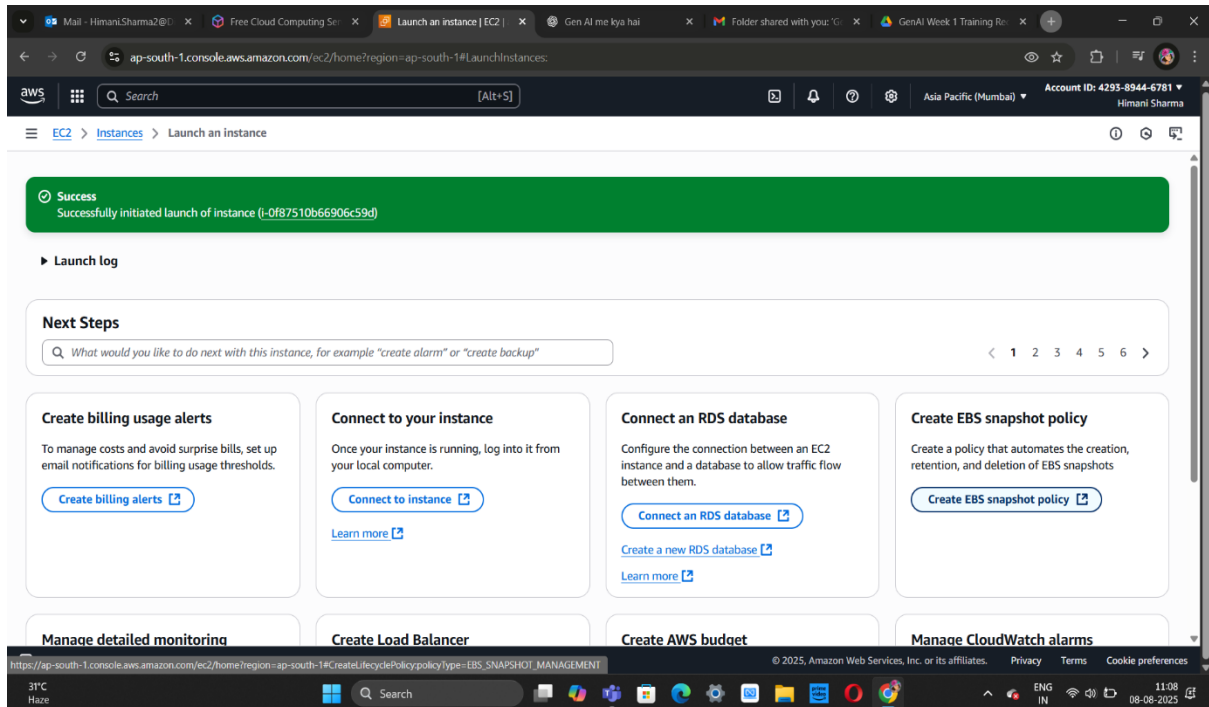 Mail - Himani.Sharma2@D
Free Cloud Computing Ser
Launch an instance | EC2 |
Gen AI me kya hai
Folder shared with you: 'G
GenAI Week 1 Training Re
ap-south-1.console.aws.amazon.com/ec2/home?region=ap-south-1#LaunchInstances:
aws
Search
[Alt+S]
Asia Pacific (Mumbai)
Account ID: 4293-8944-6781
Himani Sharma
EC2 > Instances > Launch an instance
Success
Successfully initiated launch of instance (i-0f87510b66906c59d)
Launch log
Next Steps
What would you like to do next with this instance, for example "create alarm" or "create backup"
1 2 3 4 5 6
Create billing usage alerts
To manage costs and avoid surprise bills, set up
email notifications for billing usage thresholds.
Create billing alerts
Connect to your instance
Once your instance is running, log into it from
your local computer.
Connect to instance
Learn more
Connect an RDS database
Configure the connection between an EC2
instance and a database to allow traffic flow
between them.
Connect an RDS database
Create a new RDS database
Learn more
Create EBS snapshot policy
Create a policy that automates the creation,
retention, and deletion of EBS snapshots
Create EBS snapshot policy
Manage detailed monitoring
Create Load Balancer
Create AWS budget
Manage CloudWatch alarms
https://ap-south-1.console.aws.amazon.com/ec2/home?region=ap-south-1#CreateLifecyclePolicy:policyType=EBS_SNAPSHOT_MANAGEMENT
© 2025, Amazon Web Services, Inc. or its affiliates.
Privacy
Terms
Cookie preferences
31°C
Haze
Search
ENG
IN
11:08
08-08-2025